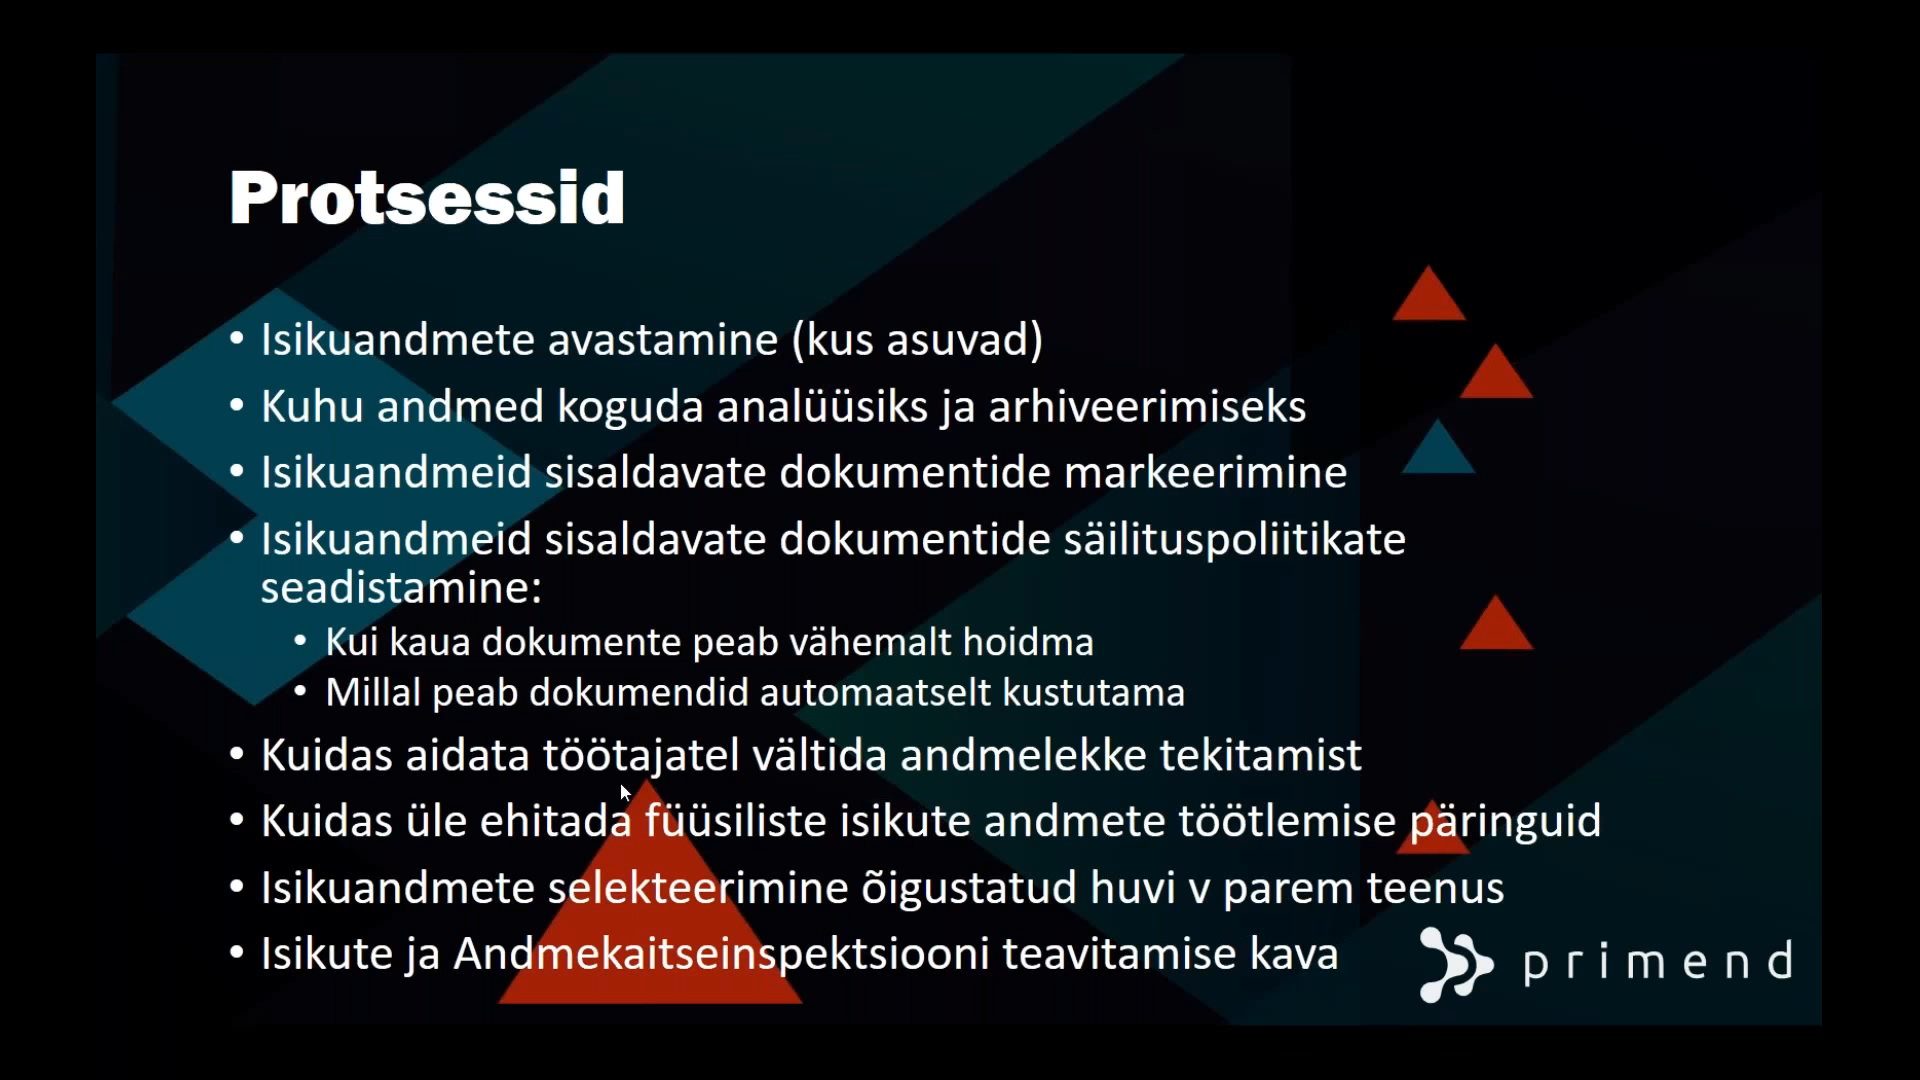 Protsessid
• Isikuandmete avastamine (kus asuvad)
• Kuhu andmed koguda analüüsiks ja arhiveerimiseks
• Isikuandmeid sisaldavate dokumentide markeerimine
• Isikuandmeid sisaldavate dokumentide säilituspoliitikate
seadistamine:
• Kui kaua dokumente peab vähemalt hoidma
• Millal peab dokumendid automaatselt kustutama
• Kuidas aidata töötajatel vältida andmelekke tekitamist
• Kuidas üle ehitada füüsiliste isikute andmete töötlemise päringuid
• Isikuandmete selekteerimine õigustatud huvi v parem teenus
• Isikute ja Andmekaitseinspektsiooni teavitamise kava
primend